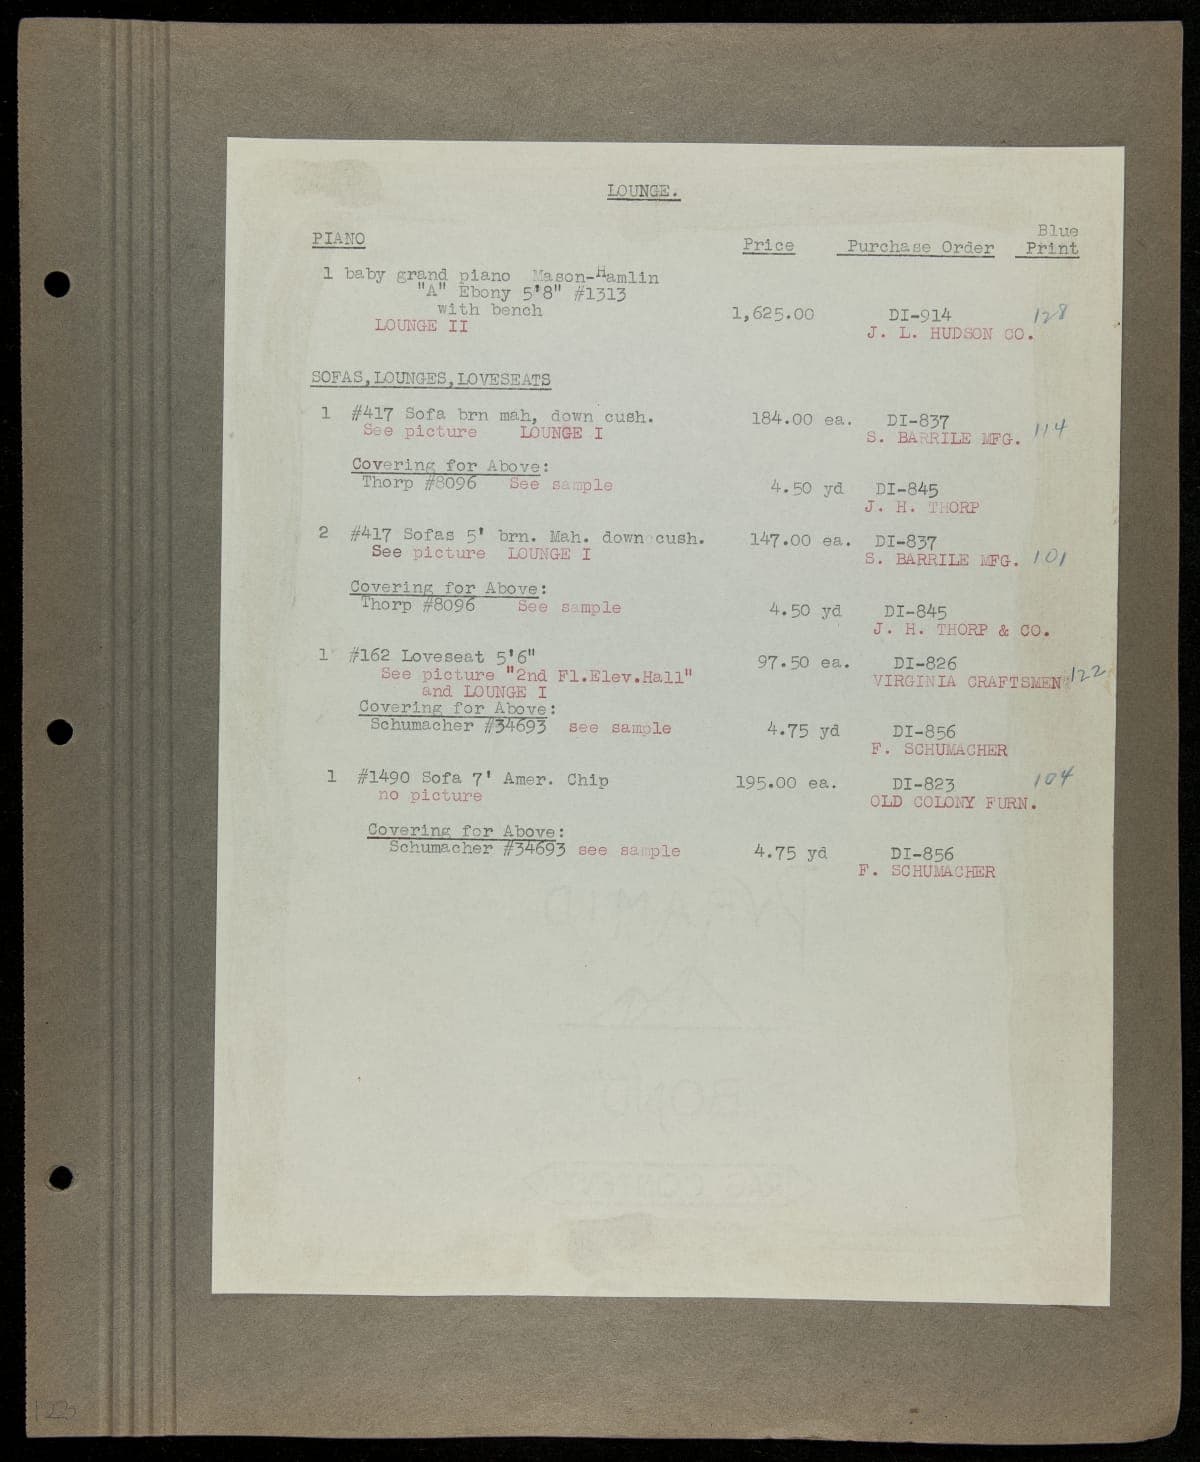 LOUNGE.
Blue
PIANO Price Purchase Order Print
1 baby grand piano Mason-Hamlin
"A" Ebony 5'8" #1313
with bench 1,625.00 DI-914 128
LOUNGE II J. L. HUDSON CO.
SOFAS,LOUNGES,LOVESEATS
1 #417 Sofa brn mah, down cush. 184.00 ea. DI-837 114
See picture LOUNGE I S. BARRILE MFG.
Covering for Above:
Thorp #8096 See sample 4.50 yd DI-845
J. H. THORP
2 #417 Sofas 5' brn. Mah. down cush. 147.00 ea. DI-837
See picture LOUNGE I S. BARRILE MFG. 101
Covering for Above:
Thorp #8096 See sample 4.50 yd DI-845
J. H. THORP & CO.
1 #162 Loveseat 5'6" 97.50 ea. DI-826
See picture "2nd Fl.Elev.Hall" VIRGINIA CRAFTSMEN 122
and LOUNGE I
Covering for Above:
Schumacher #34693 see sample 4.75 yd DI-856
F. SCHUMACHER
1 #1490 Sofa 7' Amer. Chip 195.00 ea. DI-823 104
no picture OLD COLONY FURN.
Covering for Above:
Schumacher #34693 see sample 4.75 yd DI-856
F. SCHUMACHER